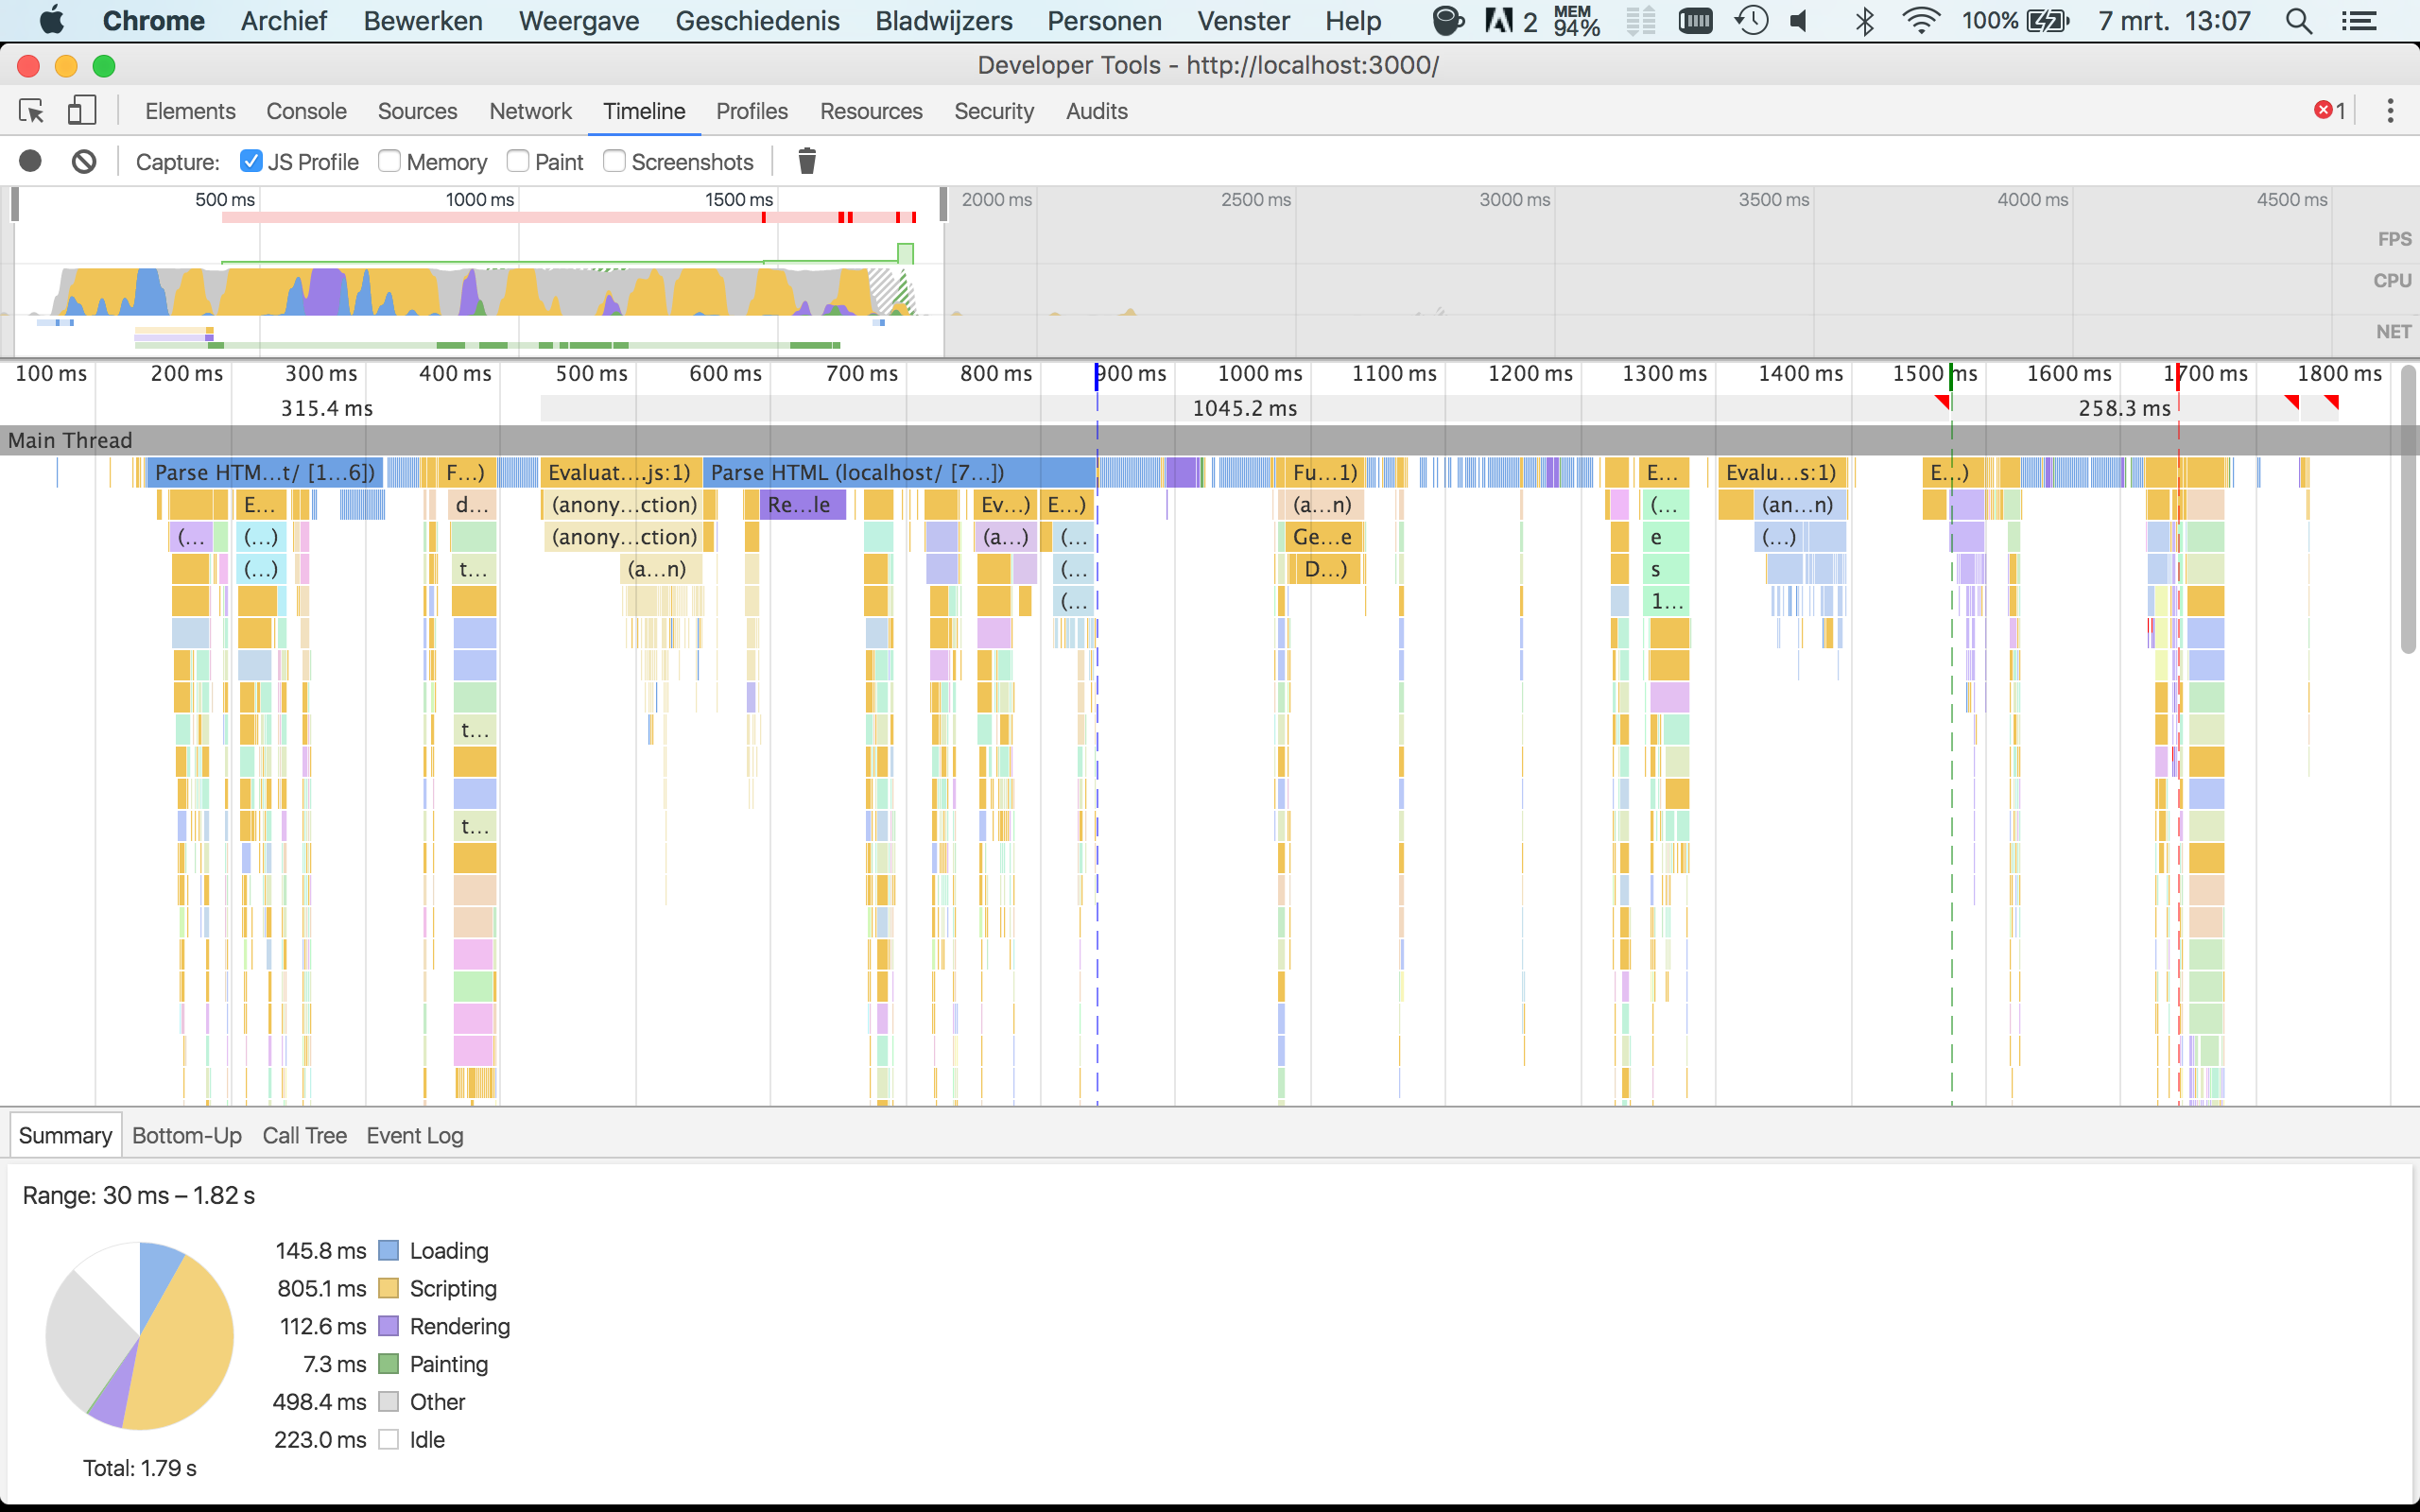 Chrome Archief Bewerken Weergave Geschiedenis Bladwijzers Personen Venster Help 2 MEM 94% 100% 7 mrt. 13:07
Developer Tools - http://localhost:3000/
Elements Console Sources Network Timeline Profiles Resources Security Audits 1
Capture: JS Profile Memory Paint Screenshots
500 ms 1000 ms 1500 ms 2000 ms 2500 ms 3000 ms 3500 ms 4000 ms 4500 ms
FPS
CPU
NET
100 ms 200 ms 300 ms 400 ms 500 ms 600 ms 700 ms 800 ms 900 ms 1000 ms 1100 ms 1200 ms 1300 ms 1400 ms 1500 ms 1600 ms 1700 ms 1800 ms
315.4 ms 1045.2 ms 258.3 ms
Main Thread
Parse HTM...t/ [1...6]) F...) Evaluat....js:1) Parse HTML (localhost/ [7...]) Fu...1) E... Evalu...s:1) E...)
E... d... (anony...ction) Re...le Ev...) E...) (a...n) (... (an...n)
(... (...) (anony...ction) (a...) (... Ge...e e (...)
(...) t... (a...n) (... D...) s
(... 1...
t...
t...
Summary Bottom-Up Call Tree Event Log
Range: 30 ms – 1.82 s
145.8 ms Loading
805.1 ms Scripting
112.6 ms Rendering
7.3 ms Painting
498.4 ms Other
223.0 ms Idle
Total: 1.79 s